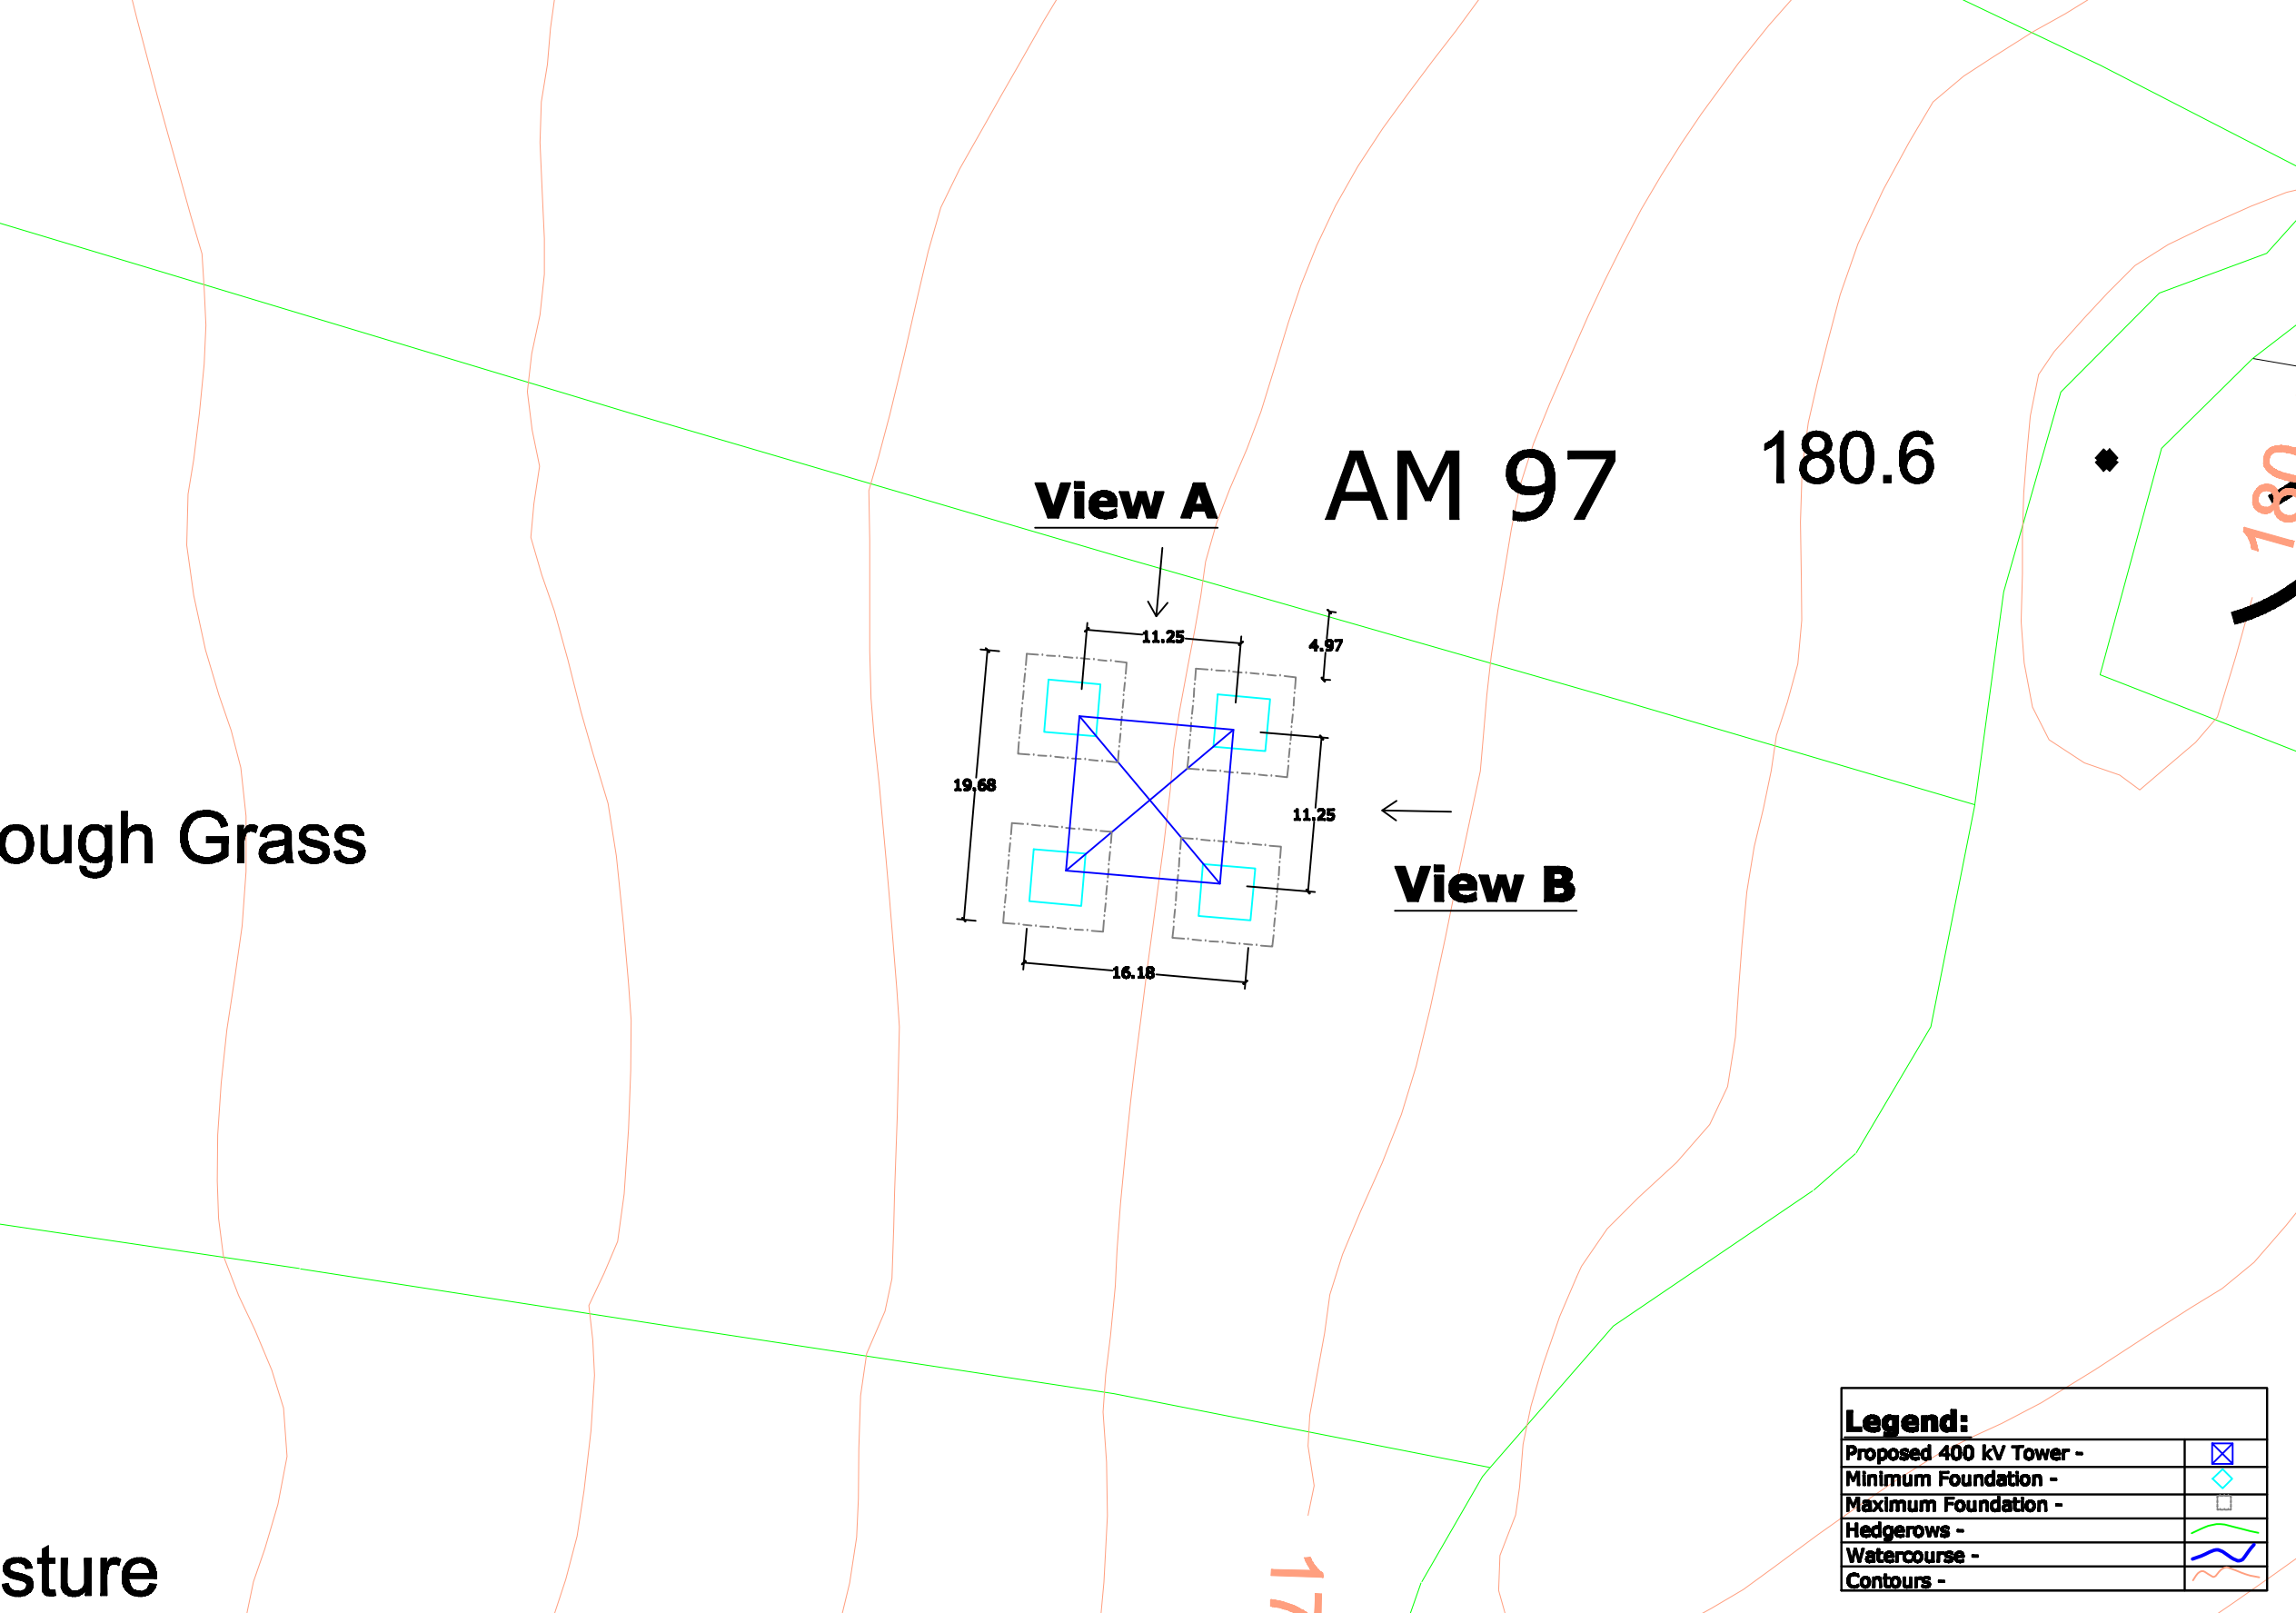 180.6
AM 97
View A
180
11.25
4.97
19.68
11.25
ough Grass
View B
16.18
Legend:
Proposed 400 kV Tower -
Minimum Foundation -
Maximum Foundation -
Hedgerows -
Watercourse -
Contours -
sture